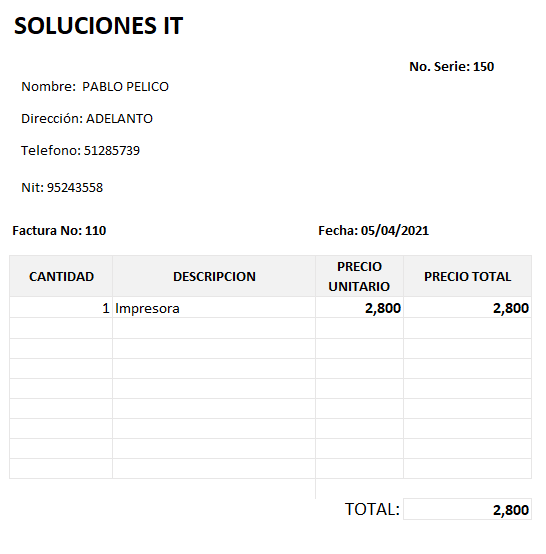 SOLUCIONES IT
No. Serie: 150
Nombre: PABLO PELICO
Dirección: ADELANTO
Telefono: 51285739
Nit: 95243558
Factura No: 110 Fecha: 05/04/2021
CANTIDAD DESCRIPCION PRECIO UNITARIO PRECIO TOTAL
1 Impresora 2,800 2,800
TOTAL: 2,800